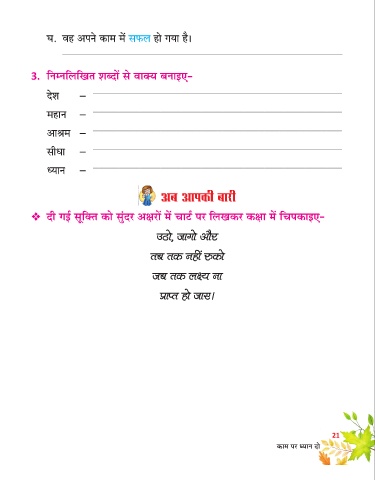 घ. वह अपने काम में सफल हो गया है।
3. निम्नलिखित शब्दों से वाक्य बनाइए-
देश –
महान –
आश्रम –
सीधा –
ध्यान –
अब आपकी बारी
❖ दी गई सूक्ति को सुंदर अक्षरों में चार्ट पर लिखकर कक्षा में चिपकाइए-
उठो, जागो और
तब तक नहीं रुको
जब तक लक्ष्य ना
प्राप्त हो जाए।
21
काम पर ध्यान दो